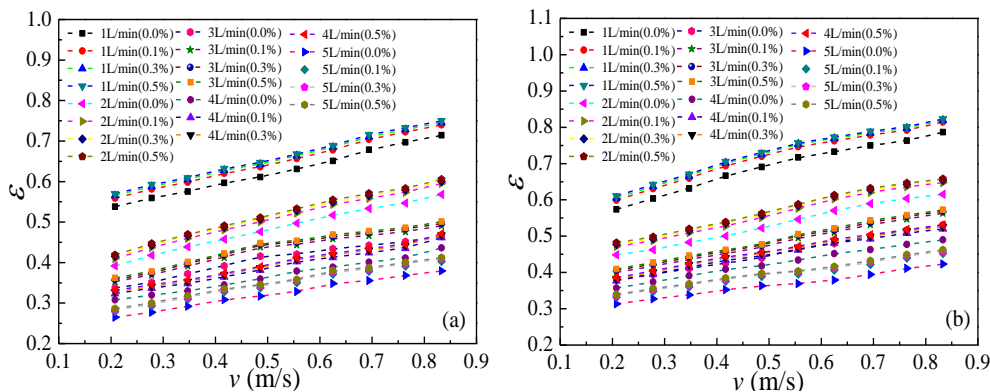 1.0
0.9
0.8
0.7
0.6
0.5
0.4
0.3
0.2
ε
1L/min(0.0%) 3L/min(0.0%) 4L/min(0.5%)
1L/min(0.1%) 3L/min(0.1%) 5L/min(0.0%)
1L/min(0.3%) 3L/min(0.3%) 5L/min(0.1%)
1L/min(0.5%) 3L/min(0.5%) 5L/min(0.3%)
2L/min(0.0%) 4L/min(0.0%) 5L/min(0.5%)
2L/min(0.1%) 4L/min(0.1%)
2L/min(0.3%) 4L/min(0.3%)
2L/min(0.5%)
(a)
0.1 0.2 0.3 0.4 0.5 0.6 0.7 0.8 0.9
v (m/s)
1.1
1.0
0.9
0.8
0.7
0.6
0.5
0.4
0.3
0.2
ε
1L/min(0.0%) 3L/min(0.0%) 4L/min(0.5%)
1L/min(0.1%) 3L/min(0.1%) 5L/min(0.0%)
1L/min(0.3%) 3L/min(0.3%) 5L/min(0.1%)
1L/min(0.5%) 3L/min(0.5%) 5L/min(0.3%)
2L/min(0.0%) 4L/min(0.0%) 5L/min(0.5%)
2L/min(0.1%) 4L/min(0.1%)
2L/min(0.3%) 4L/min(0.3%)
2L/min(0.5%)
(b)
0.1 0.2 0.3 0.4 0.5 0.6 0.7 0.8 0.9
v (m/s)